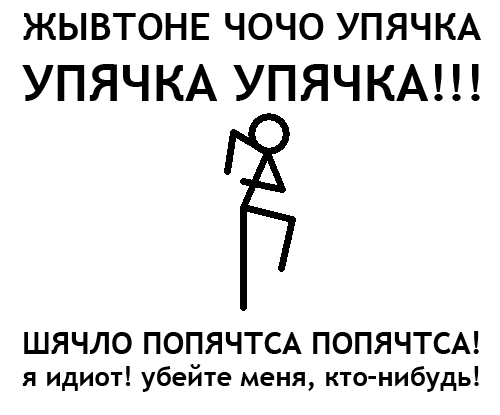 ЖЫВТОНЕ ЧОЧО УПЯЧКА
УПЯЧКА УПЯЧКА!!!
ШЯЧЛО ПОПЯЧТСА ПОПЯЧТСА!
я идиот! убейте меня, кто-нибудь!